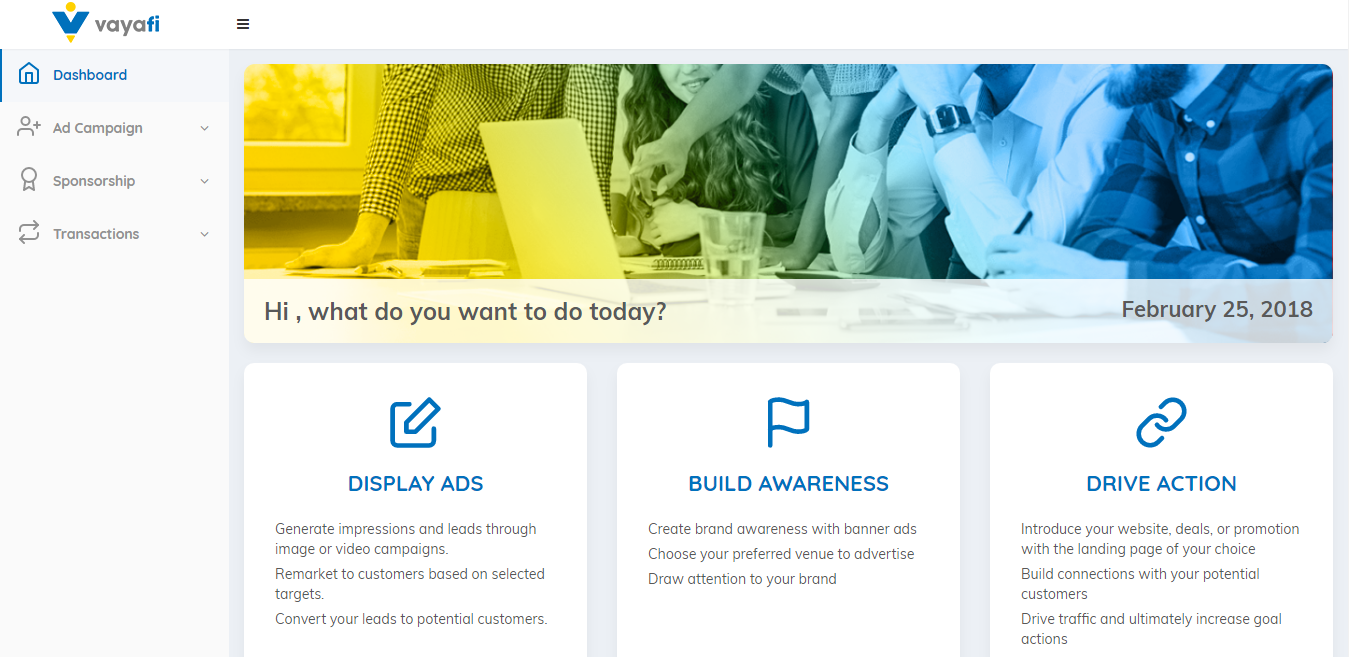 vayafi
Dashboard
Ad Campaign
Sponsorship
Transactions
Hi , what do you want to do today?
February 25, 2018
DISPLAY ADS
Generate impressions and leads through
image or video campaigns.
Remarket to customers based on selected
targets.
Convert your leads to potential customers.
BUILD AWARENESS
Create brand awareness with banner ads
Choose your preferred venue to advertise
Draw attention to your brand
DRIVE ACTION
Introduce your website, deals, or promotion
with the landing page of your choice
Build connections with your potential
customers
Drive traffic and ultimately increase goal
actions